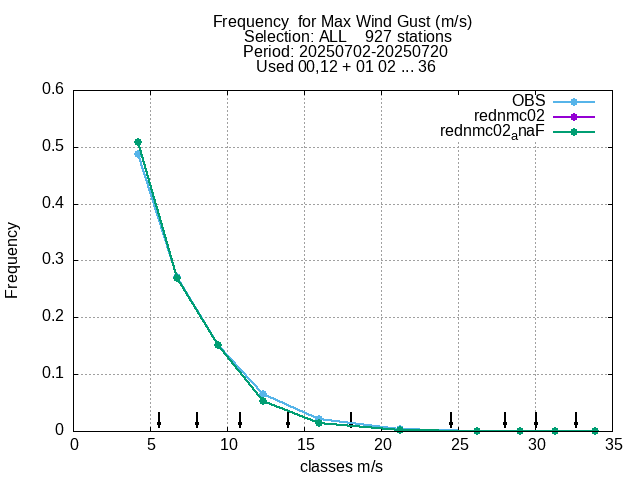 Frequency  for Max Wind Gust (m/s)
Selection: ALL    927 stations
Period: 20250702-20250720
Used 00,12 + 01 02 ... 36
OBS
rednmc02
rednmc02anaF
Frequency
0.6
0.5
0.4
0.3
0.2
0.1
0
0 5 10 15 20 25 30 35
classes m/s